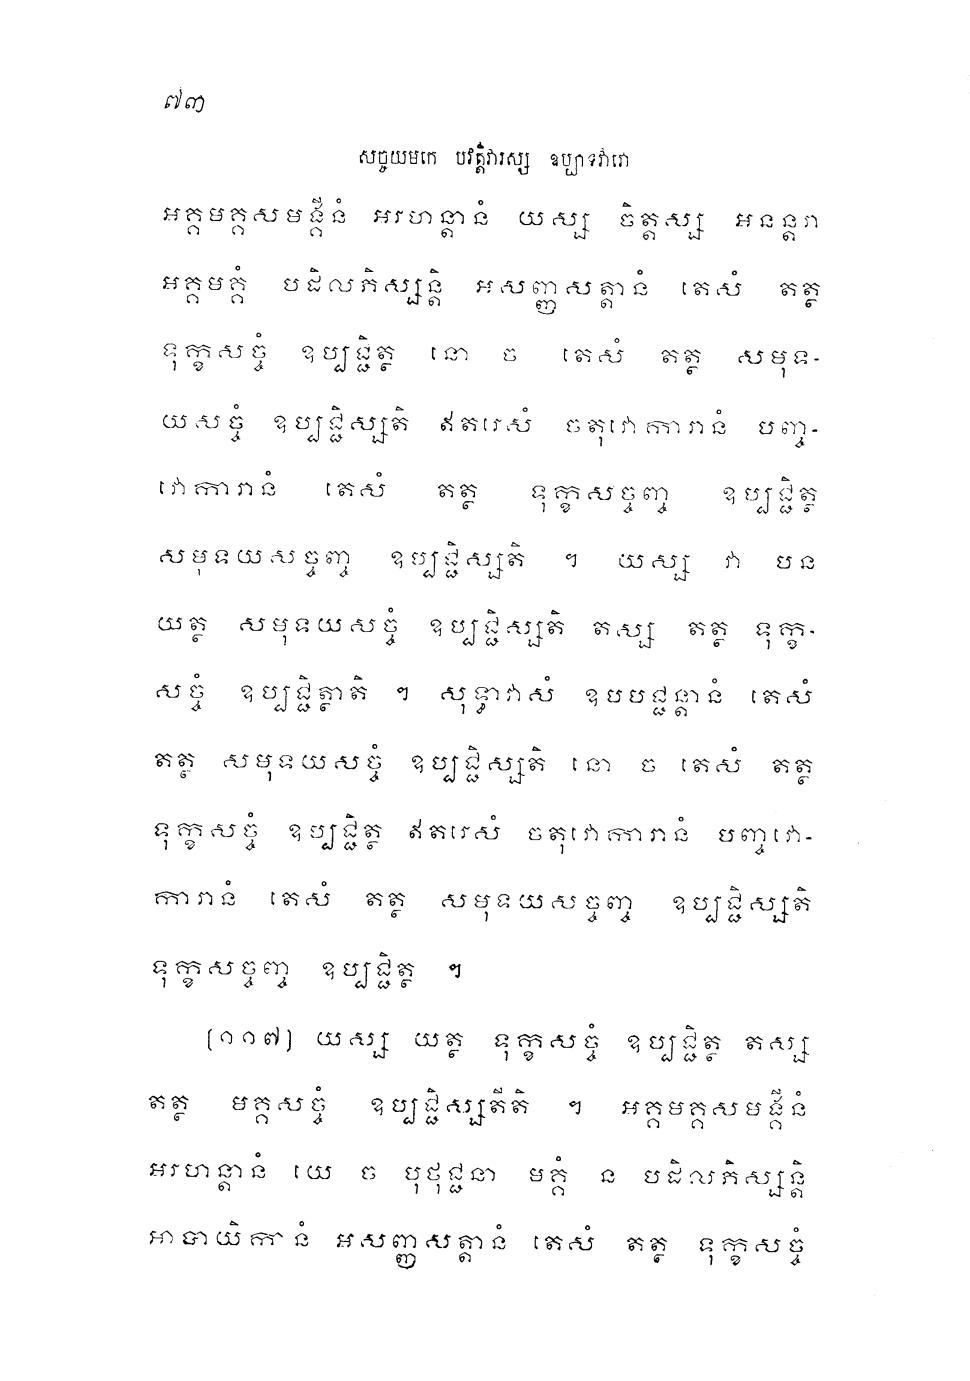 ៧៣
សច្ចយមកេ បវត្តិវារស្ស ឧប្បាទវារោ
អគ្គមគ្គសមង្គីនំ អរហន្តានំ យស្ស ចិត្តស្ស អនន្តរា
អគ្គមគ្គំ បដិលភិស្សន្តិ អសញ្ញសត្តានំ តេសំ តត្ថ
ទុក្ខសច្ចំ ឧប្បជ្ជិត្ថ នោ ច តេសំ តត្ថ សមុទ-
យសច្ចំ ឧប្បជ្ជិស្សតិ ឥតរេសំ ចតុវោការានំ បញ្ច-
វោការានំ តេសំ តត្ថ ទុក្ខសច្ចញ្ច ឧប្បជ្ជិត្ថ
សមុទយសច្ចញ្ច ឧប្បជ្ជិស្សតិ ។ យស្ស វា បន
យត្ថ សមុទយសច្ចំ ឧប្បជ្ជិស្សតិ តស្ស តត្ថ ទុក្ខ-
សច្ចំ ឧប្បជ្ជិត្ថាតិ ។ សុទ្ធាវាសំ ឧបបជ្ជន្តានំ តេសំ
តត្ថ សមុទយសច្ចំ ឧប្បជ្ជិស្សតិ នោ ច តេសំ តត្ថ
ទុក្ខសច្ចំ ឧប្បជ្ជិត្ថ ឥតរេសំ ចតុវោការានំ បញ្ចវោ-
ការានំ តេសំ តត្ថ សមុទយសច្ចញ្ច ឧប្បជ្ជិស្សតិ
ទុក្ខសច្ចញ្ច ឧប្បជ្ជិត្ថ ។
[១១៧] យស្ស យត្ថ ទុក្ខសច្ចំ ឧប្បជ្ជិត្ថ តស្ស
តត្ថ មគ្គសច្ចំ ឧប្បជ្ជិស្សតីតិ ។ អគ្គមគ្គសមង្គីនំ
អរហន្តានំ យេ ច បុថុជ្ជនា មគ្គំ ន បដិលភិស្សន្តិ
អាបាយិកានំ អសញ្ញសត្តានំ តេសំ តត្ថ ទុក្ខសច្ចំ